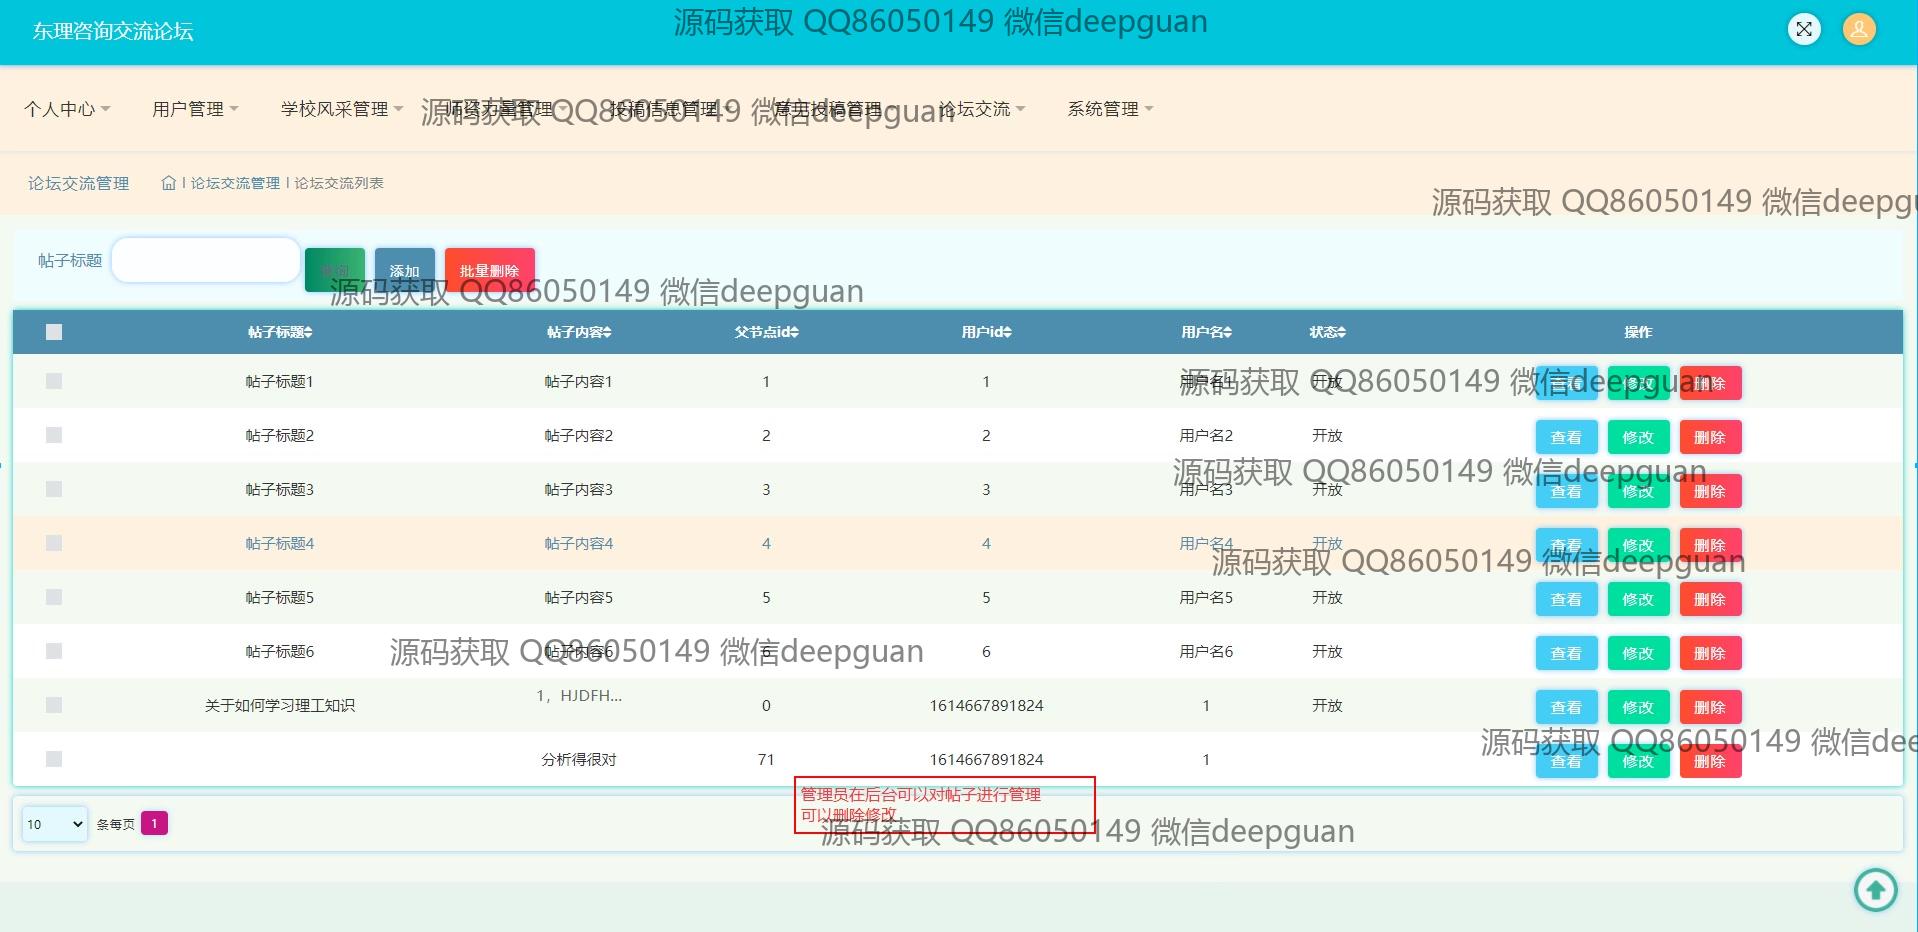 东理咨询交流论坛
源码获取 QQ86050149 微信deepguan
个人中心 用户管理 学校风采管理 师资力量管理 投稿信息管理 意见投稿管理 论坛交流 系统管理
源码获取 QQ86050149 微信deepguan
论坛交流管理 论坛交流管理 | 论坛交流列表
源码获取 QQ86050149 微信deepgu
帖子标题 查询 添加 批量删除
源码获取 QQ86050149 微信deepguan
帖子标题 帖子内容 父节点id 用户id 用户名 状态 操作
帖子标题1 帖子内容1 1 1 用户名1 开放 查看 修改 删除
源码获取 QQ86050149 微信deepguan
帖子标题2 帖子内容2 2 2 用户名2 开放 查看 修改 删除
源码获取 QQ86050149 微信deepguan
帖子标题3 帖子内容3 3 3 用户名3 开放 查看 修改 删除
帖子标题4 帖子内容4 4 4 用户名4 开放 查看 修改 删除
源码获取 QQ86050149 微信deepguan
帖子标题5 帖子内容5 5 5 用户名5 开放 查看 修改 删除
帖子标题6 帖子内容6 6 6 用户名6 开放 查看 修改 删除
源码获取 QQ86050149 微信deepguan
关于如何学习理工知识 1，HJDFH... 0 1614667891824 1 开放 查看 修改 删除
源码获取 QQ86050149 微信dee
分析得很对 71 1614667891824 1 查看 修改 删除
管理员在后台可以对帖子进行管理
可以删除修改
10 条每页 1
源码获取 QQ86050149 微信deepguan